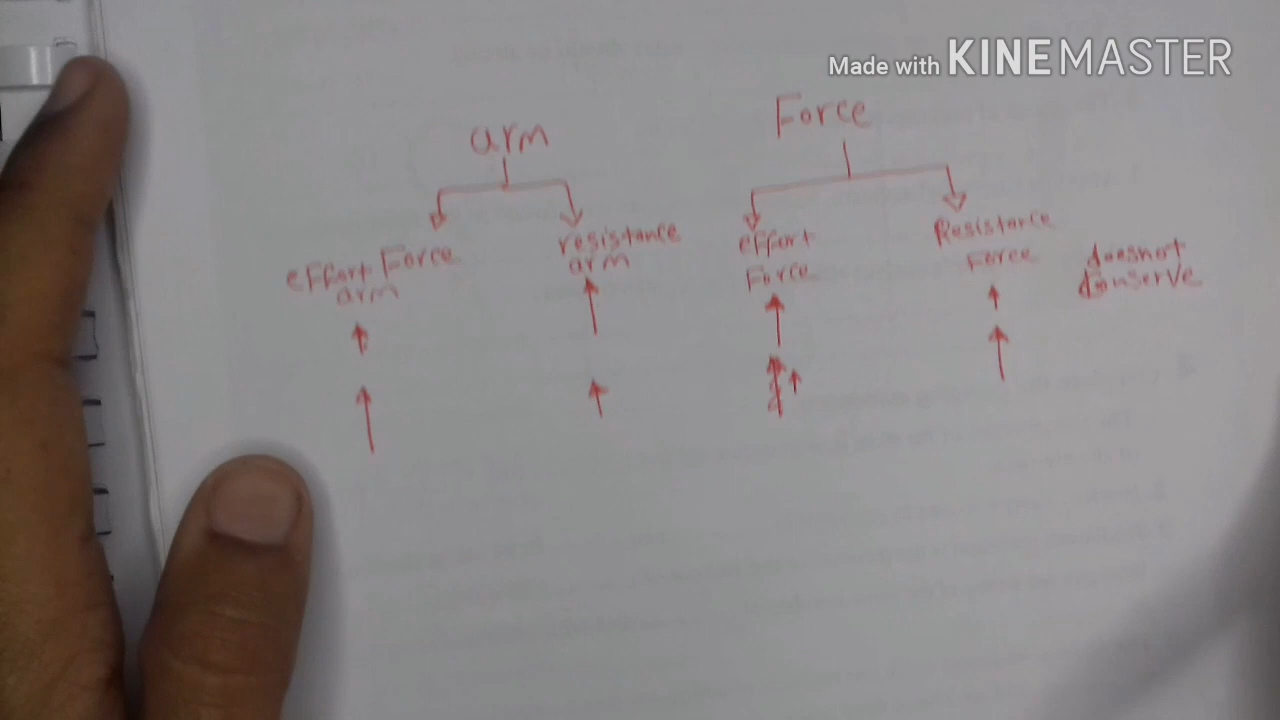 Made with KINEMASTER
arm
Force
effort Force
arm
resistance
arm
effort
Force
Resistance
Force
doesnot
Conserve